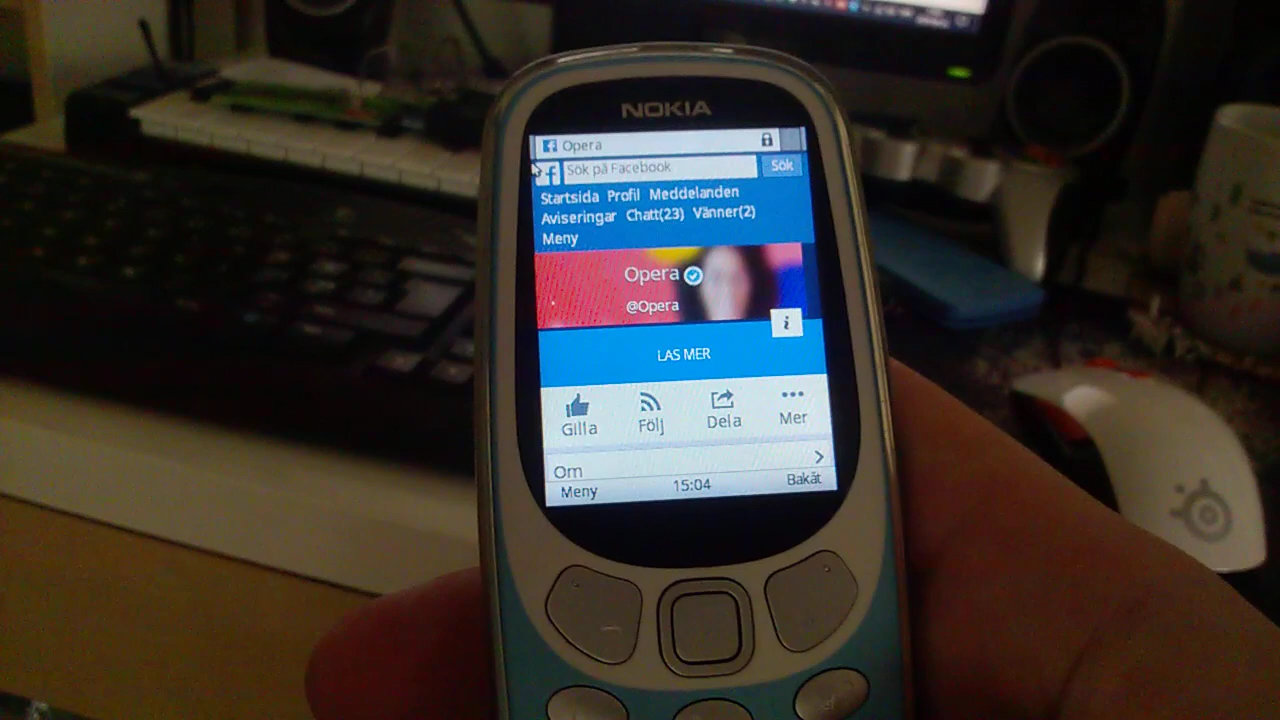 NOKIA
Opera
Sök på Facebook Sök
Startsida Profil Meddelanden
Aviseringar Chatt(23) Vänner(2)
Meny
Opera
@Opera
i
LÄS MER
Gilla Följ Dela Mer
Om
Meny 15:04 Bakåt